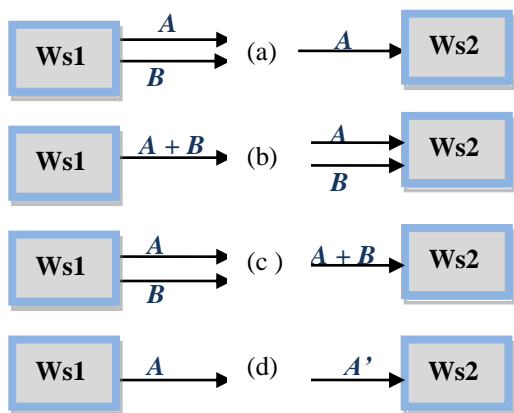 Ws1 A B (a) A Ws2
Ws1 A + B (b) A B Ws2
Ws1 A B (c ) A + B Ws2
Ws1 A (d) A’ Ws2